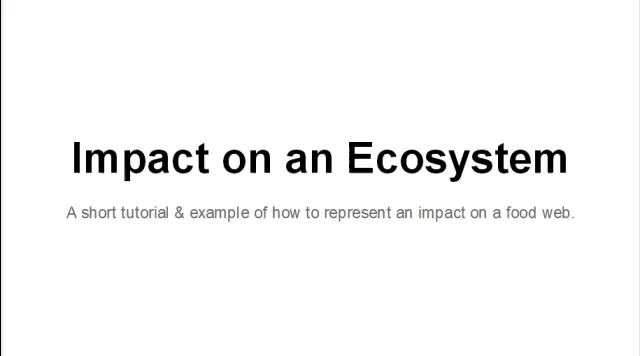 Impact on an Ecosystem
A short tutorial & example of how to represent an impact on a food web.